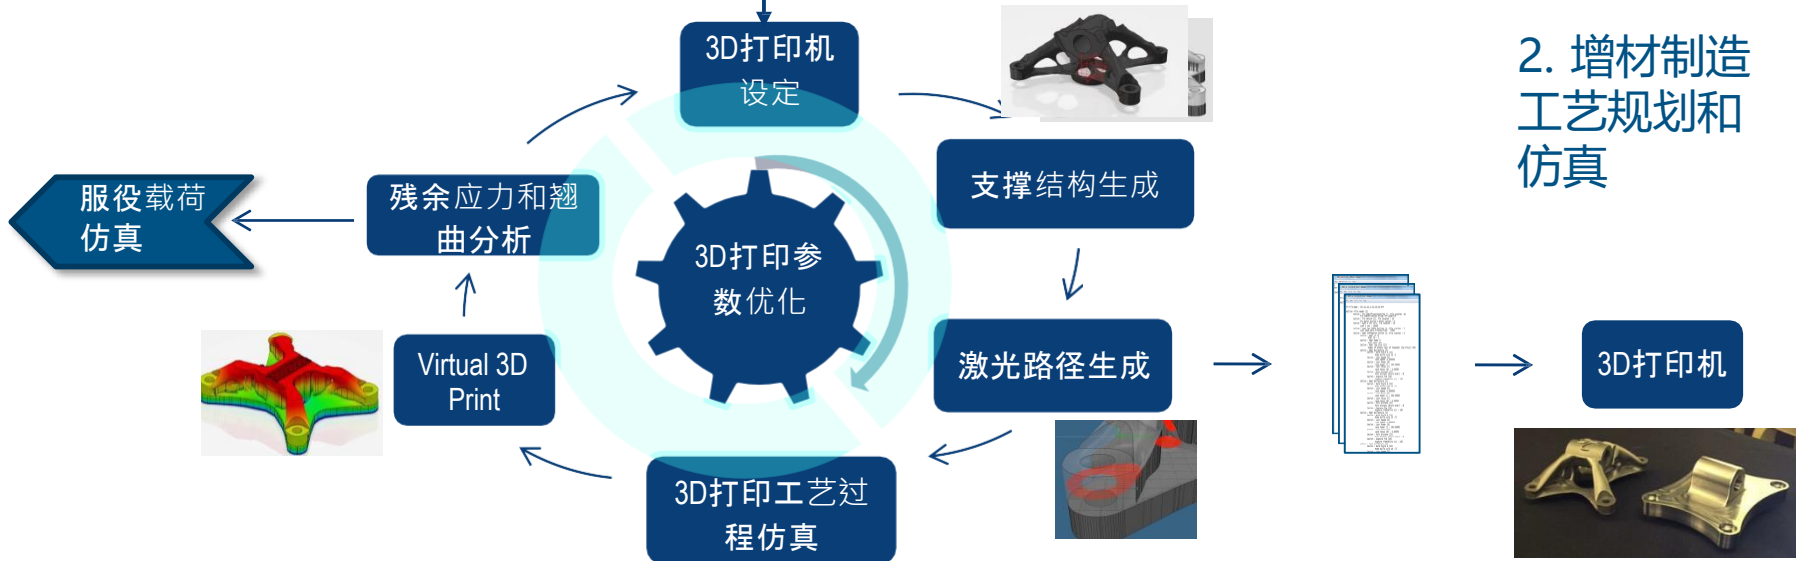 3D打印机
设定
2. 增材制造
工艺规划和
仿真
支撑结构生成
服役载荷
仿真
残余应力和翘
曲分析
3D打印参
数优化
激光路径生成
3D打印机
Virtual 3D
Print
3D打印工艺过
程仿真